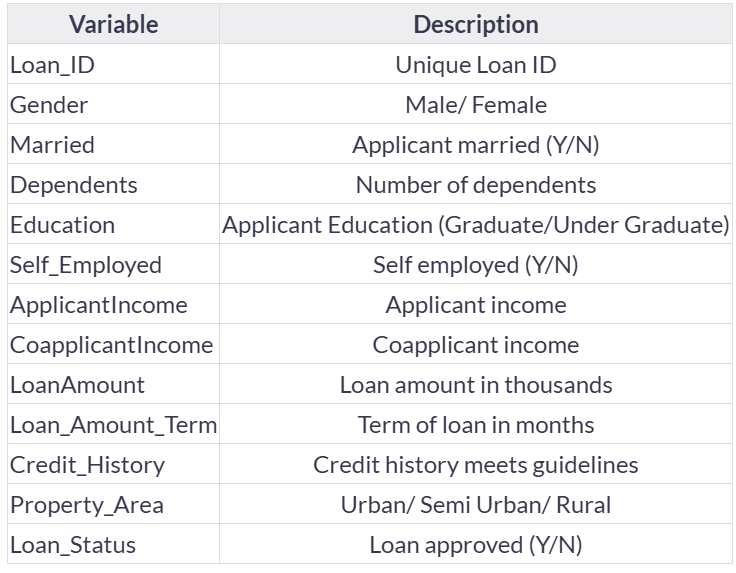 Variable Description
Loan_ID Unique Loan ID
Gender Male/ Female
Married Applicant married (Y/N)
Dependents Number of dependents
Education Applicant Education (Graduate/Under Graduate)
Self_Employed Self employed (Y/N)
ApplicantIncome Applicant income
CoapplicantIncome Coapplicant income
LoanAmount Loan amount in thousands
Loan_Amount_Term Term of loan in months
Credit_History Credit history meets guidelines
Property_Area Urban/ Semi Urban/ Rural
Loan_Status Loan approved (Y/N)